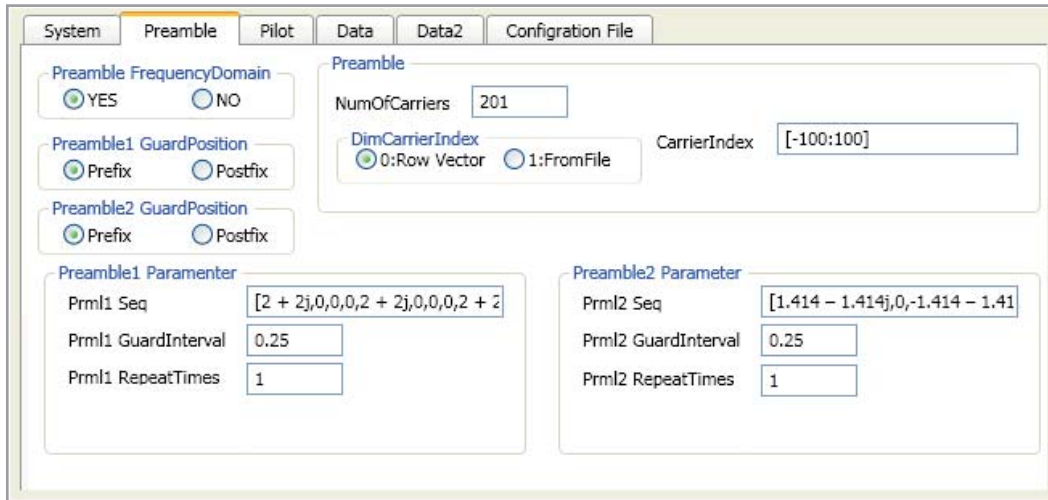 System Preamble Pilot Data Data2 Configration File
Preamble FrequencyDomain
YES NO
Preamble1 GuardPosition
Prefix Postfix
Preamble2 GuardPosition
Prefix Postfix
Preamble
NumOfCarriers 201
DimCarrierIndex
0:Row Vector 1:FromFile
CarrierIndex [-100:100]
Preamble1 Paramenter
Prml1 Seq [2 + 2j,0,0,0,2 + 2j,0,0,0,2 + 2
Prml1 GuardInterval 0.25
Prml1 RepeatTimes 1
Preamble2 Parameter
Prml2 Seq [1.414 – 1.414j,0,-1.414 – 1.41
Prml2 GuardInterval 0.25
Prml2 RepeatTimes 1